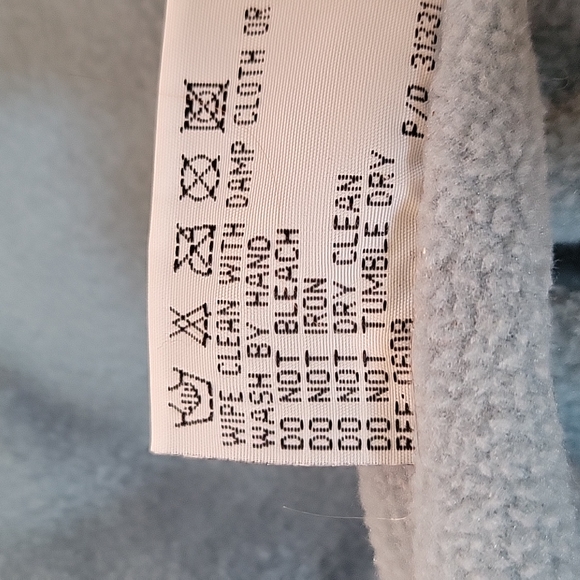 WIPE CLEAN WITH DAMP CLOTH OR
WASH BY HAND
DO NOT BLEACH
DO NOT IRON
DO NOT DRY CLEAN
DO NOT TUMBLE DRY
REF: P/O 31331